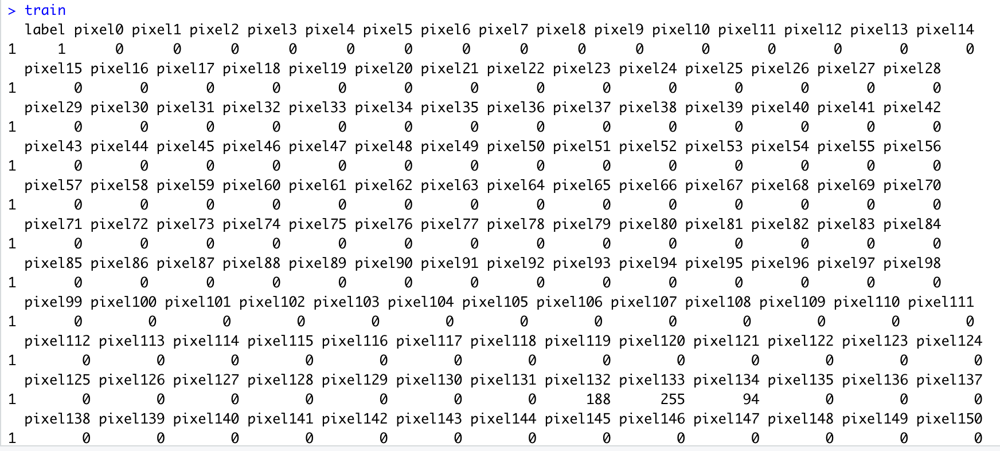 > train
label pixel0 pixel1 pixel2 pixel3 pixel4 pixel5 pixel6 pixel7 pixel8 pixel9 pixel10 pixel11 pixel12 pixel13 pixel14
1 1 0 0 0 0 0 0 0 0 0 0 0 0 0 0 0
pixel15 pixel16 pixel17 pixel18 pixel19 pixel20 pixel21 pixel22 pixel23 pixel24 pixel25 pixel26 pixel27 pixel28
1 0 0 0 0 0 0 0 0 0 0 0 0 0 0
pixel29 pixel30 pixel31 pixel32 pixel33 pixel34 pixel35 pixel36 pixel37 pixel38 pixel39 pixel40 pixel41 pixel42
1 0 0 0 0 0 0 0 0 0 0 0 0 0 0
pixel43 pixel44 pixel45 pixel46 pixel47 pixel48 pixel49 pixel50 pixel51 pixel52 pixel53 pixel54 pixel55 pixel56
1 0 0 0 0 0 0 0 0 0 0 0 0 0 0
pixel57 pixel58 pixel59 pixel60 pixel61 pixel62 pixel63 pixel64 pixel65 pixel66 pixel67 pixel68 pixel69 pixel70
1 0 0 0 0 0 0 0 0 0 0 0 0 0 0
pixel71 pixel72 pixel73 pixel74 pixel75 pixel76 pixel77 pixel78 pixel79 pixel80 pixel81 pixel82 pixel83 pixel84
1 0 0 0 0 0 0 0 0 0 0 0 0 0 0
pixel85 pixel86 pixel87 pixel88 pixel89 pixel90 pixel91 pixel92 pixel93 pixel94 pixel95 pixel96 pixel97 pixel98
1 0 0 0 0 0 0 0 0 0 0 0 0 0 0
pixel99 pixel100 pixel101 pixel102 pixel103 pixel104 pixel105 pixel106 pixel107 pixel108 pixel109 pixel110 pixel111
1 0 0 0 0 0 0 0 0 0 0 0 0 0
pixel112 pixel113 pixel114 pixel115 pixel116 pixel117 pixel118 pixel119 pixel120 pixel121 pixel122 pixel123 pixel124
1 0 0 0 0 0 0 0 0 0 0 0 0 0
pixel125 pixel126 pixel127 pixel128 pixel129 pixel130 pixel131 pixel132 pixel133 pixel134 pixel135 pixel136 pixel137
1 0 0 0 0 0 0 0 188 255 94 0 0 0
pixel138 pixel139 pixel140 pixel141 pixel142 pixel143 pixel144 pixel145 pixel146 pixel147 pixel148 pixel149 pixel150
1 0 0 0 0 0 0 0 0 0 0 0 0 0